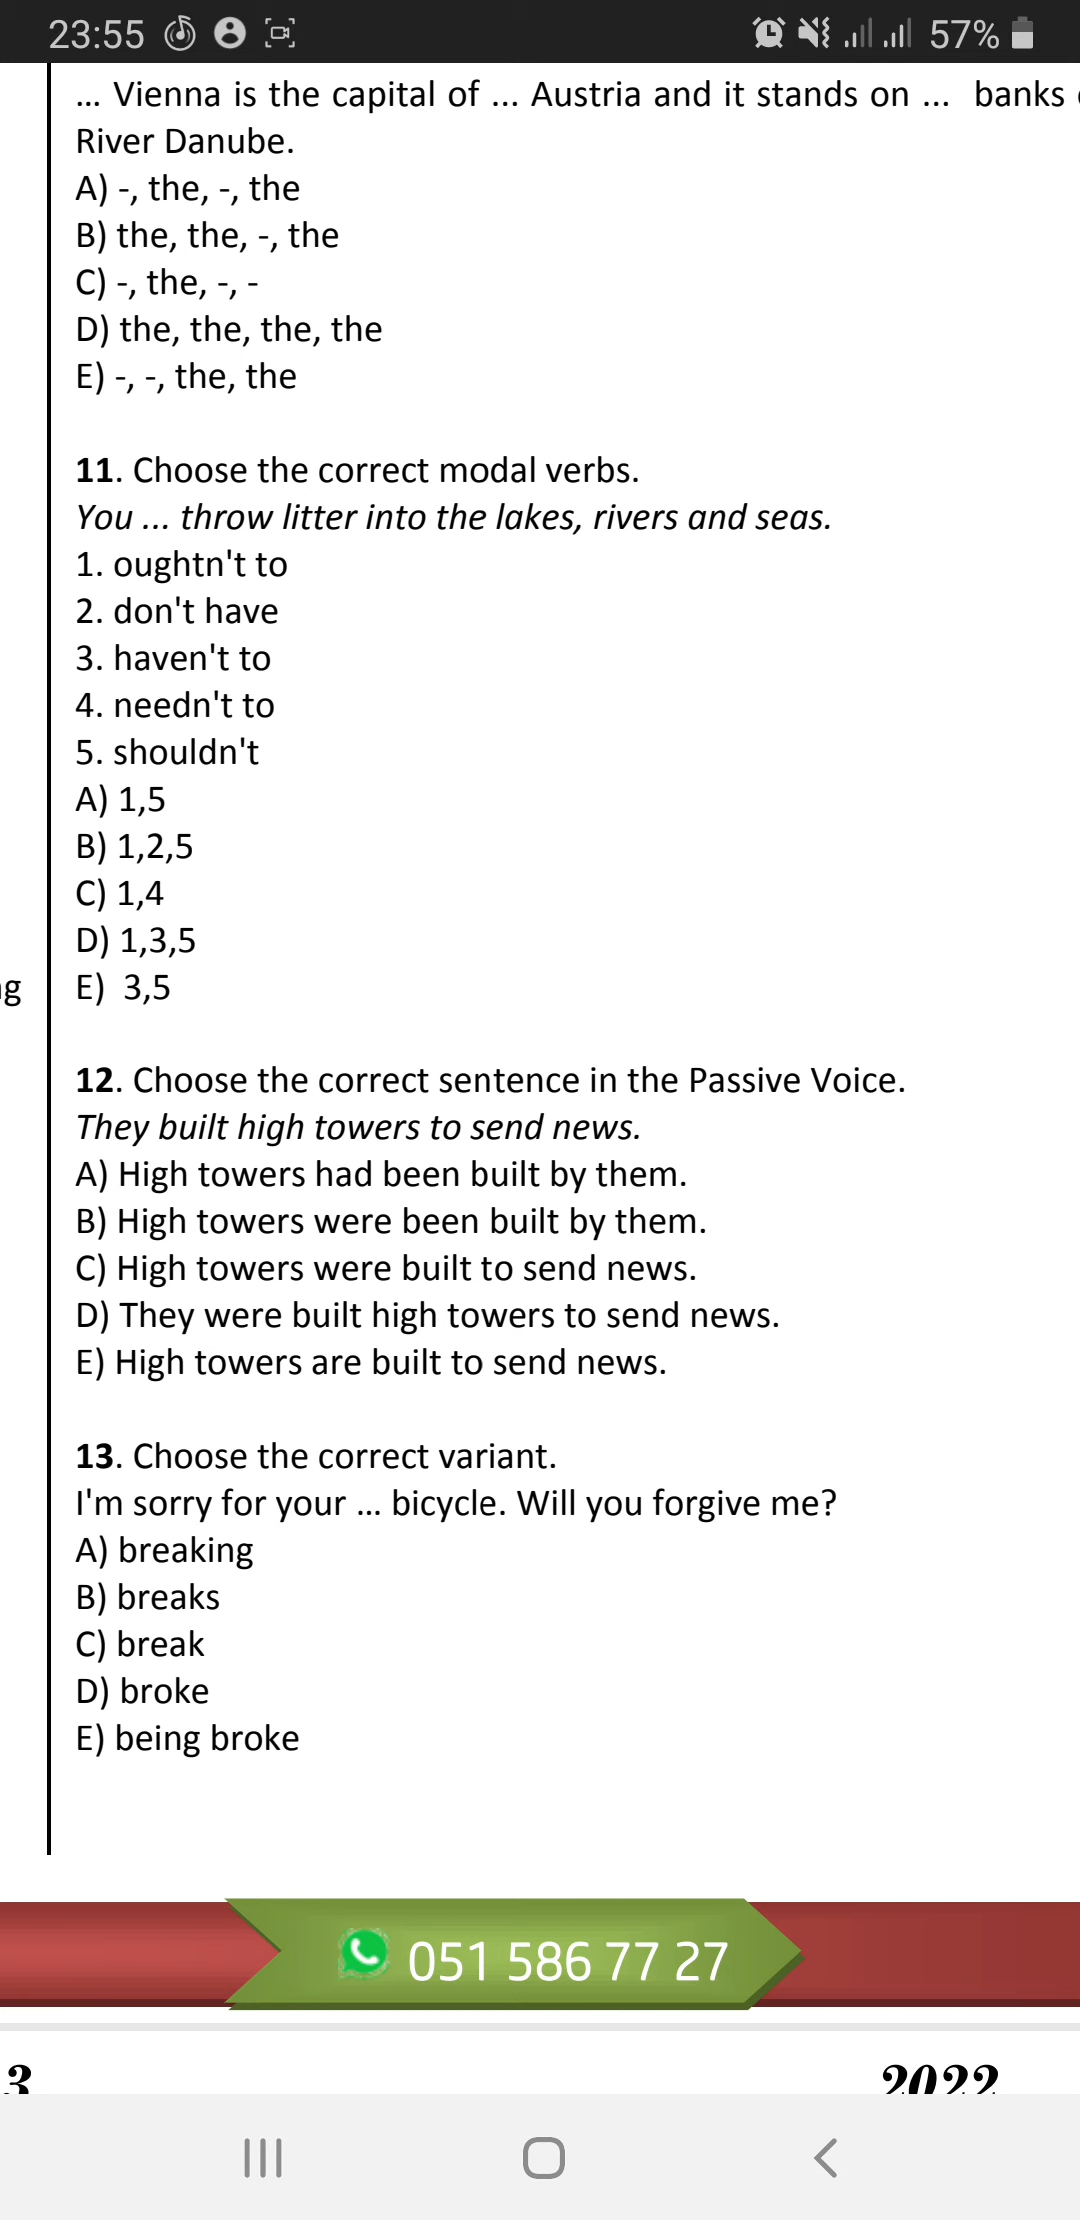 23:55 57%
... Vienna is the capital of ... Austria and it stands on ... banks
River Danube.
A) -, the, -, the
B) the, the, -, the
C) -, the, -, -
D) the, the, the, the
E) -, -, the, the
11. Choose the correct modal verbs.
You ... throw litter into the lakes, rivers and seas.
1. oughtn't to
2. don't have
3. haven't to
4. needn't to
5. shouldn't
A) 1,5
B) 1,2,5
C) 1,4
D) 1,3,5
g E) 3,5
12. Choose the correct sentence in the Passive Voice.
They built high towers to send news.
A) High towers had been built by them.
B) High towers were been built by them.
C) High towers were built to send news.
D) They were built high towers to send news.
E) High towers are built to send news.
13. Choose the correct variant.
I'm sorry for your ... bicycle. Will you forgive me?
A) breaking
B) breaks
C) break
D) broke
E) being broke
051 586 77 27
3 2022